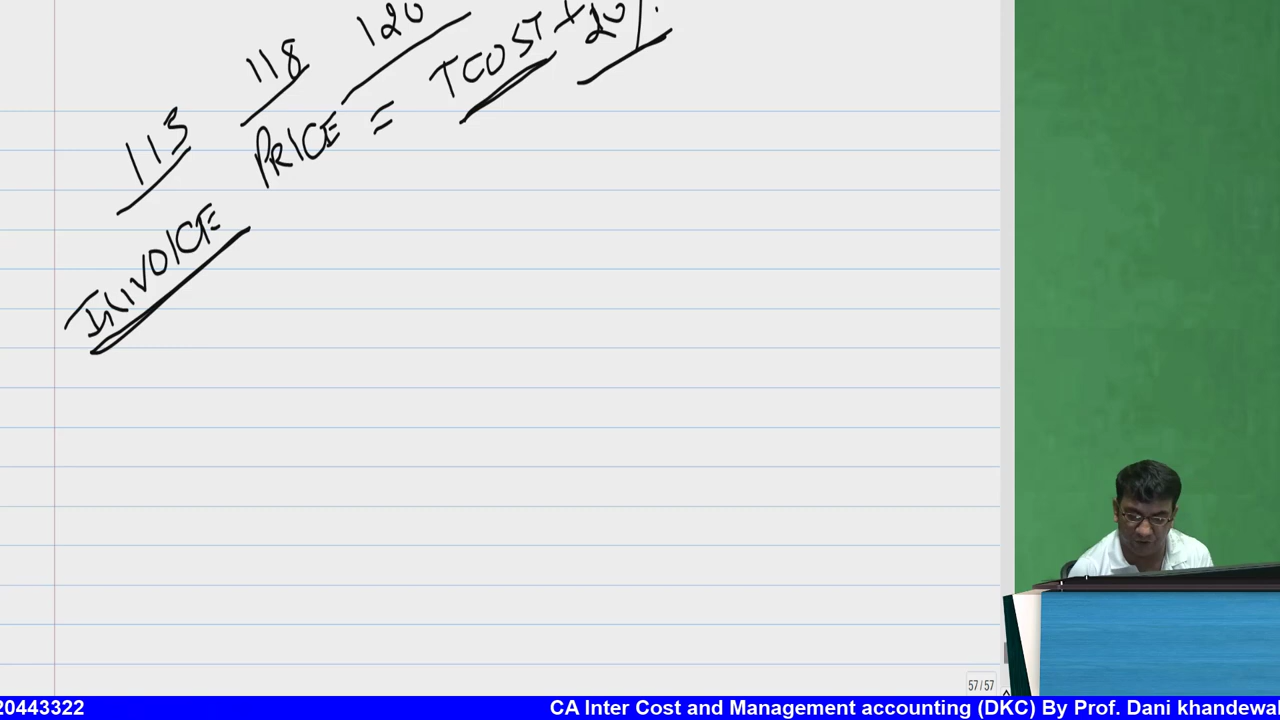 113 118 120
INVOICE PRICE = TCOST + 20%.
57/57
20443322 CA Inter Cost and Management accounting (DKC) By Prof. Dani khandewa